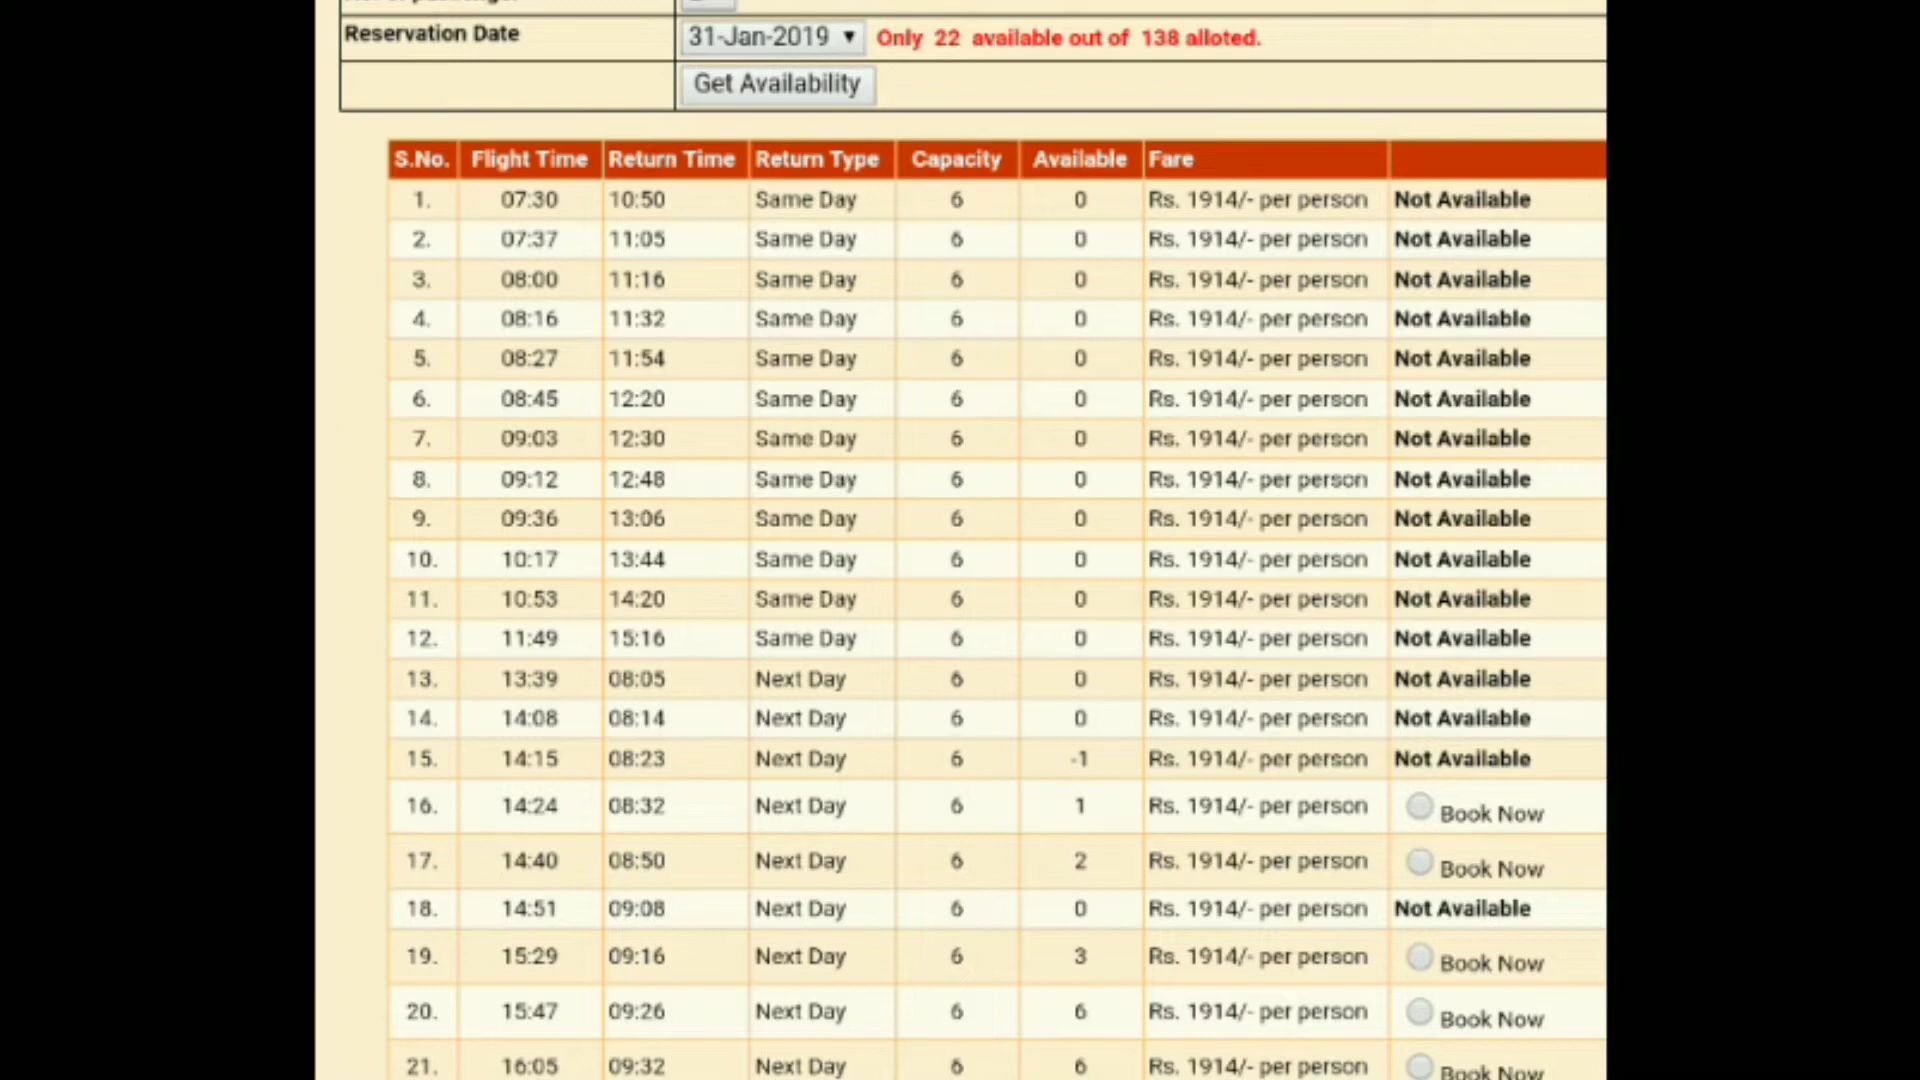 Reservation Date 31-Jan-2019 Only 22 available out of 138 alloted.
Get Availability
S.No. Flight Time Return Time Return Type Capacity Available Fare
1. 07:30 10:50 Same Day 6 0 Rs. 1914/- per person Not Available
2. 07:37 11:05 Same Day 6 0 Rs. 1914/- per person Not Available
3. 08:00 11:16 Same Day 6 0 Rs. 1914/- per person Not Available
4. 08:16 11:32 Same Day 6 0 Rs. 1914/- per person Not Available
5. 08:27 11:54 Same Day 6 0 Rs. 1914/- per person Not Available
6. 08:45 12:20 Same Day 6 0 Rs. 1914/- per person Not Available
7. 09:03 12:30 Same Day 6 0 Rs. 1914/- per person Not Available
8. 09:12 12:48 Same Day 6 0 Rs. 1914/- per person Not Available
9. 09:36 13:06 Same Day 6 0 Rs. 1914/- per person Not Available
10. 10:17 13:44 Same Day 6 0 Rs. 1914/- per person Not Available
11. 10:53 14:20 Same Day 6 0 Rs. 1914/- per person Not Available
12. 11:49 15:16 Same Day 6 0 Rs. 1914/- per person Not Available
13. 13:39 08:05 Next Day 6 0 Rs. 1914/- per person Not Available
14. 14:08 08:14 Next Day 6 0 Rs. 1914/- per person Not Available
15. 14:15 08:23 Next Day 6 -1 Rs. 1914/- per person Not Available
16. 14:24 08:32 Next Day 6 1 Rs. 1914/- per person Book Now
17. 14:40 08:50 Next Day 6 2 Rs. 1914/- per person Book Now
18. 14:51 09:08 Next Day 6 0 Rs. 1914/- per person Not Available
19. 15:29 09:16 Next Day 6 3 Rs. 1914/- per person Book Now
20. 15:47 09:26 Next Day 6 6 Rs. 1914/- per person Book Now
21. 16:05 09:32 Next Day 6 6 Rs. 1914/- per person Book Now